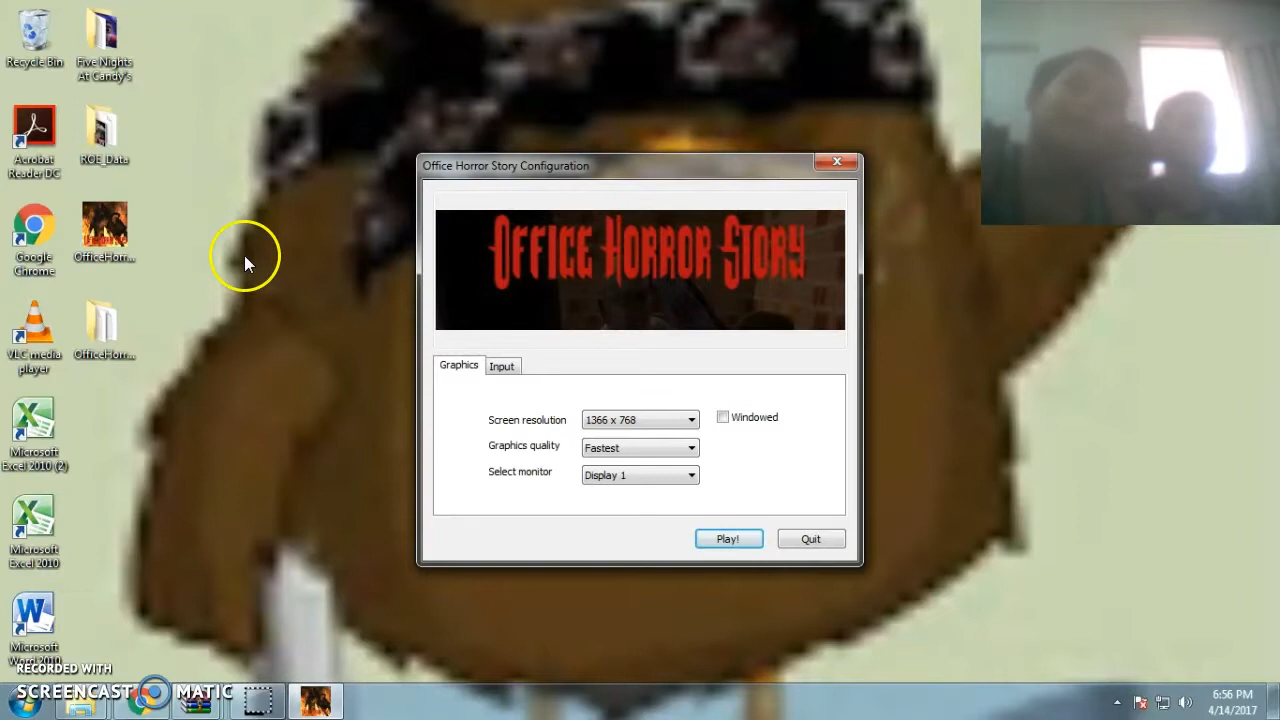 Recycle Bin
Five Nights
At Candy's
Acrobat
Reader DC
ROE_Data
Google
Chrome
OfficeHorr...
VLC media
player
OfficeHorr...
Microsoft
Excel 2010 (2)
Microsoft
Excel 2010
Microsoft
Word 2010
Office Horror Story Configuration
OFFICE HORROR STORY
Graphics
Input
Screen resolution
1366 x 768
Windowed
Graphics quality
Fastest
Select monitor
Display 1
Play!
Quit
RECORDED WITH
SCREENCAST MATIC
6:56 PM
4/14/2017